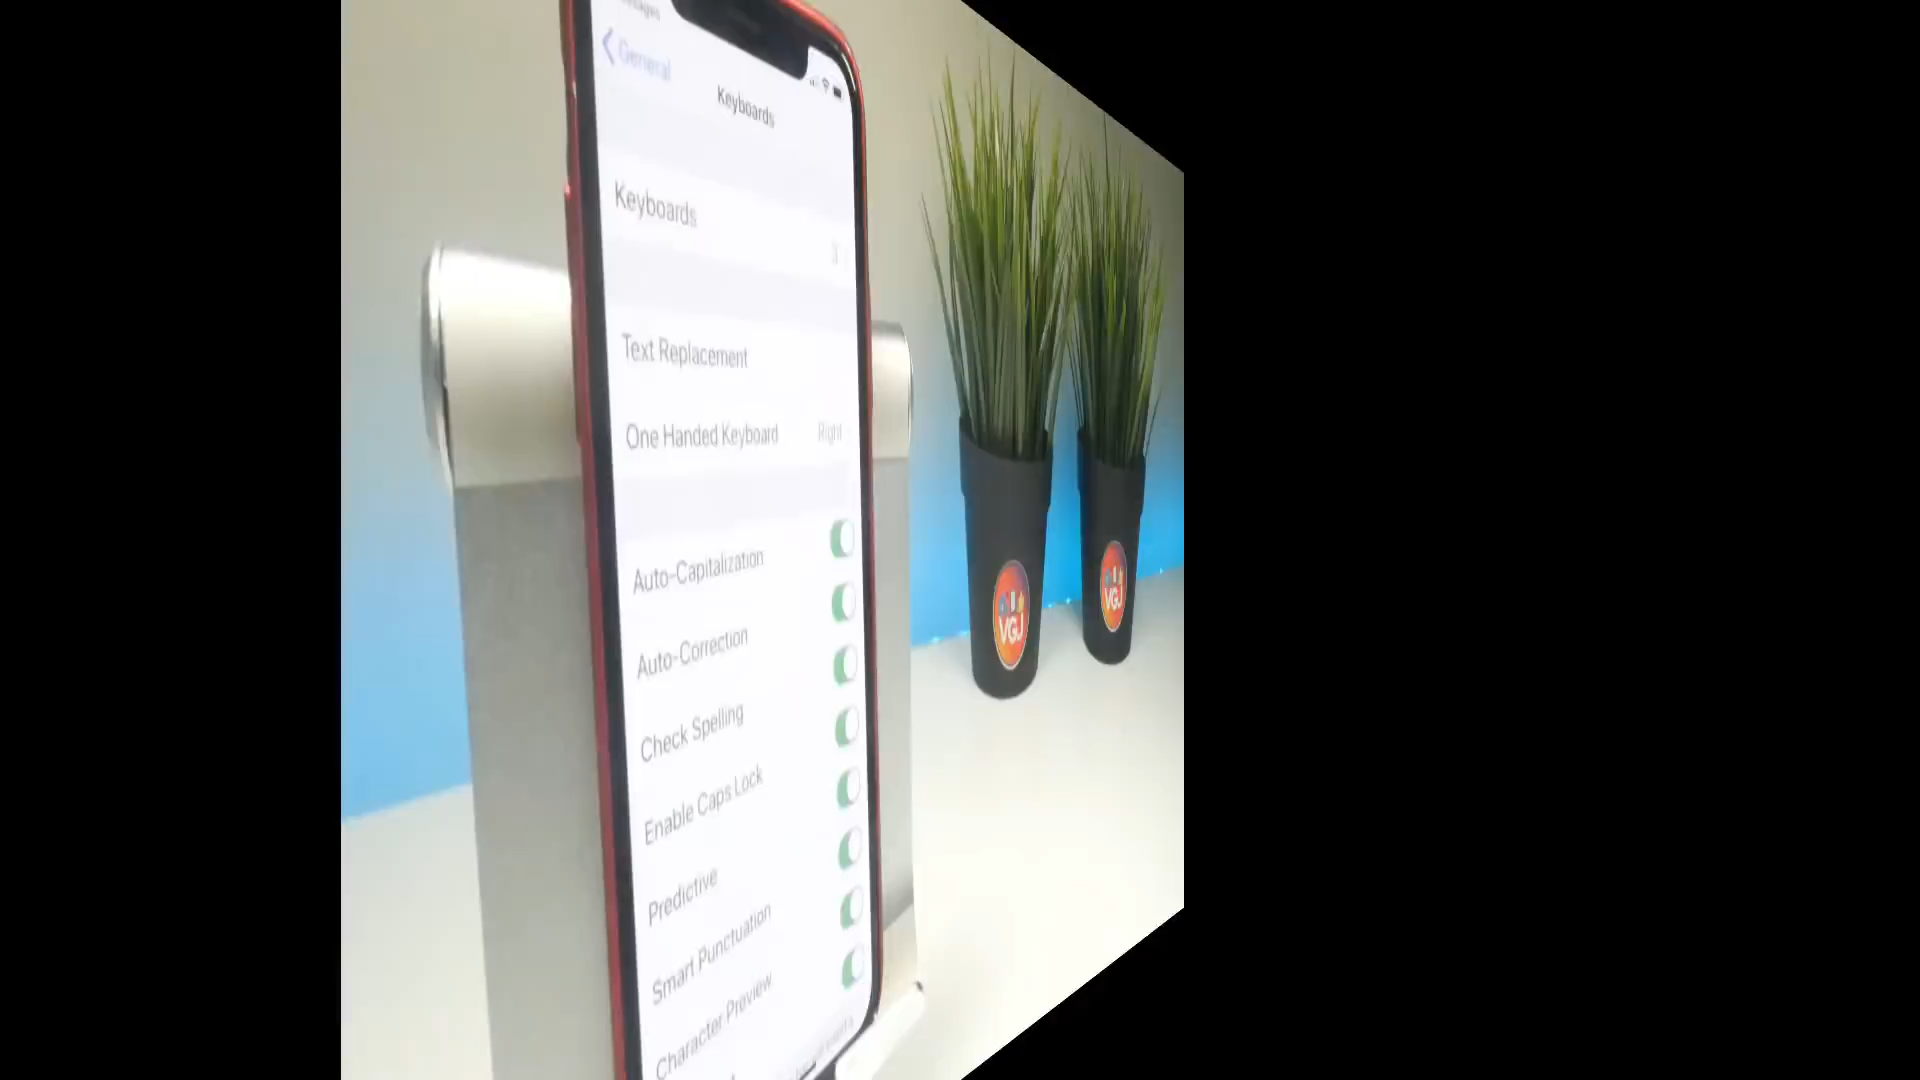 General
Keyboards
Keyboards
Text Replacement
One Handed Keyboard Right
Auto-Capitalization
Auto-Correction
Check Spelling
Enable Caps Lock
Predictive
Smart Punctuation
Character Preview
VGJ
VGJ